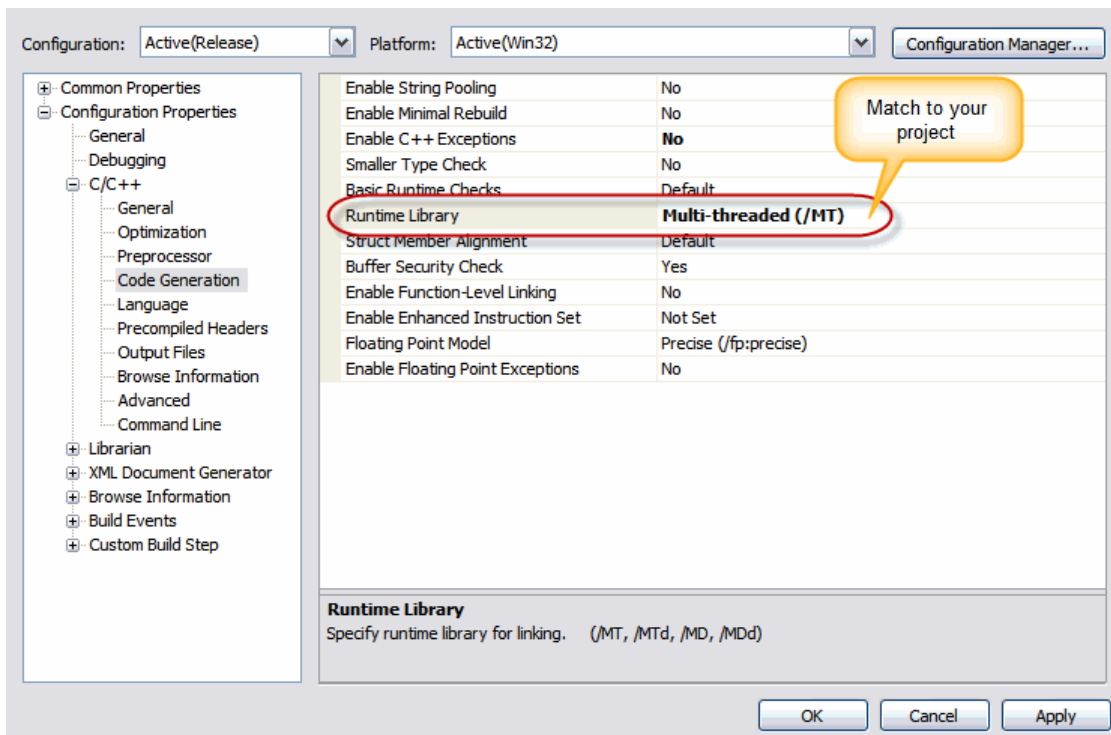 Configuration: Active(Release) Platform: Active(Win32) Configuration Manager...
Common Properties
Configuration Properties
General
Debugging
C/C++
General
Optimization
Preprocessor
Code Generation
Language
Precompiled Headers
Output Files
Browse Information
Advanced
Command Line
Librarian
XML Document Generator
Browse Information
Build Events
Custom Build Step
Enable String Pooling No
Enable Minimal Rebuild No
Enable C++ Exceptions No
Smaller Type Check No
Basic Runtime Checks Default
Runtime Library Multi-threaded (/MT)
Struct Member Alignment Default
Buffer Security Check Yes
Enable Function-Level Linking No
Enable Enhanced Instruction Set Not Set
Floating Point Model Precise (/fp:precise)
Enable Floating Point Exceptions No
Match to your
project
Runtime Library
Specify runtime library for linking. (/MT, /MTd, /MD, /MDd)
OK Cancel Apply